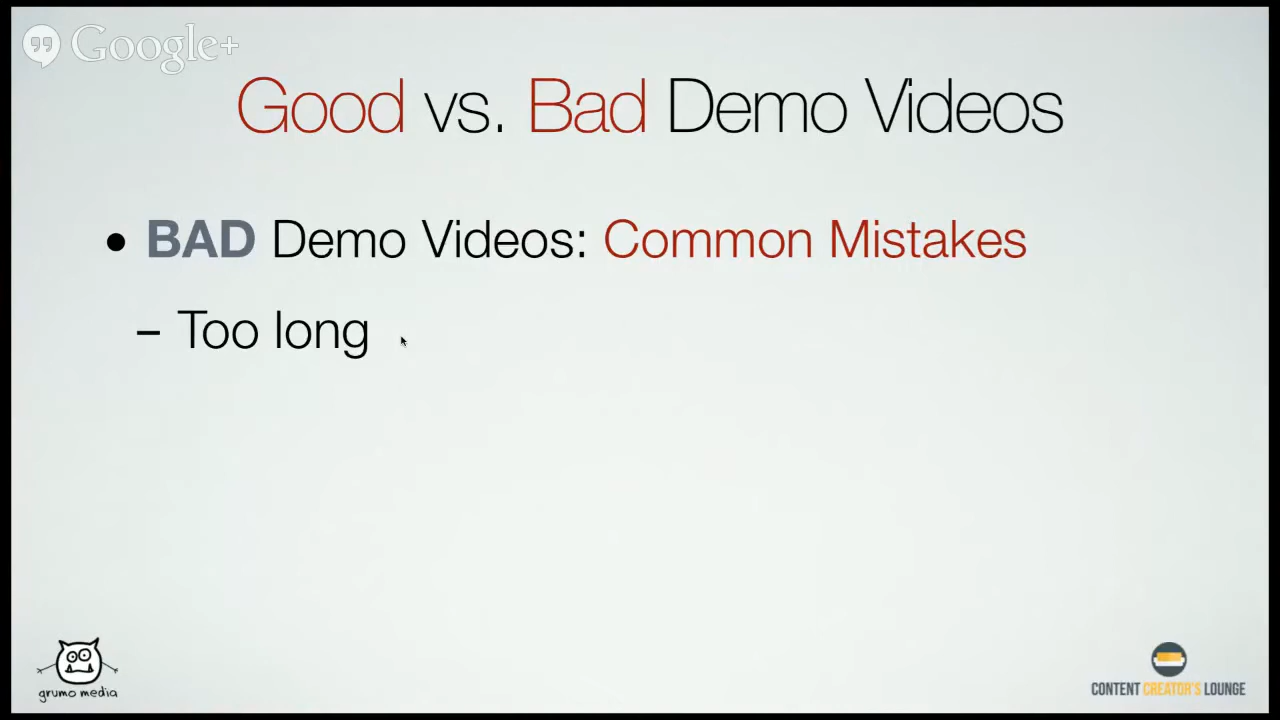 Google+
Good vs. Bad Demo Videos
• BAD Demo Videos: Common Mistakes
– Too long
grumo media
CONTENT CREATOR'S LOUNGE